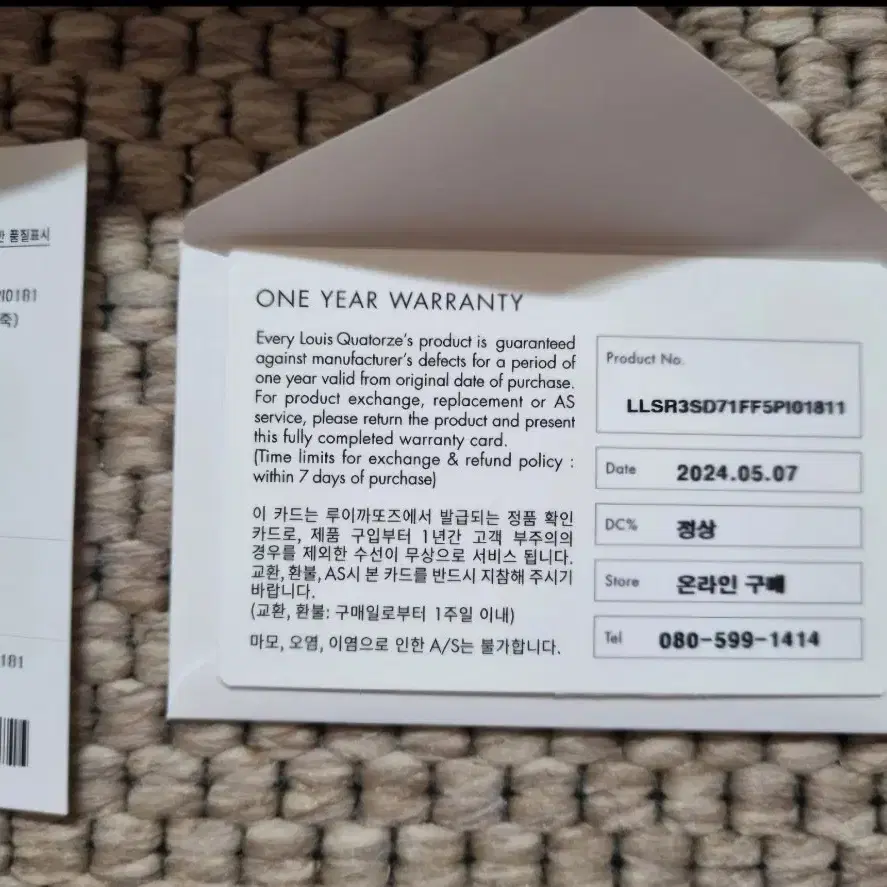 품질표시
PI0181
축)
181
ONE YEAR WARRANTY
Every Louis Quatorze's product is guaranteed
against manufacturer's defects for a period of
one year valid from original date of purchase.
For product exchange, replacement or AS
service, please return the product and present
this fully completed warranty card.
(Time limits for exchange & refund policy :
within 7 days of purchase)
이 카드는 루이까또즈에서 발급되는 정품 확인
카드로, 제품 구입부터 1년간 고객 부주의의
경우를 제외한 수선이 무상으로 서비스 됩니다.
교환, 환불, AS시 본 카드를 반드시 지참해 주시기
바랍니다.
(교환, 환불: 구매일로부터 1주일 이내)
마모, 오염, 이염으로 인한 A/S는 불가합니다.
Product No.
LLSR3SD71FF5PI01811
Date 2024.05.07
DC% 정상
Store 온라인 구매
Tel 080-599-1414